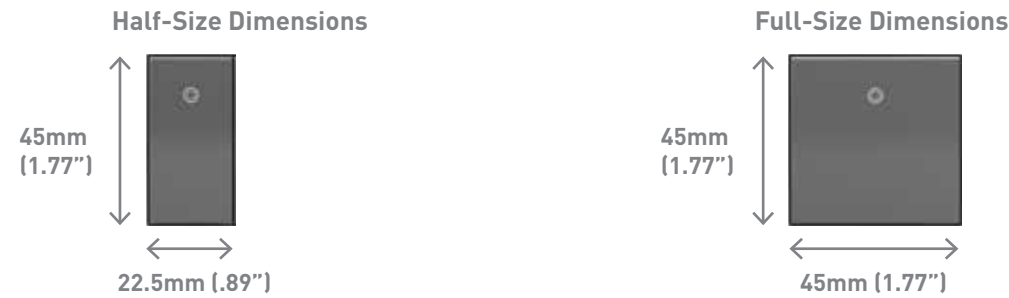 Half-Size Dimensions
45mm
(1.77”)
22.5mm (.89”)
Full-Size Dimensions
45mm
(1.77”)
45mm (1.77”)